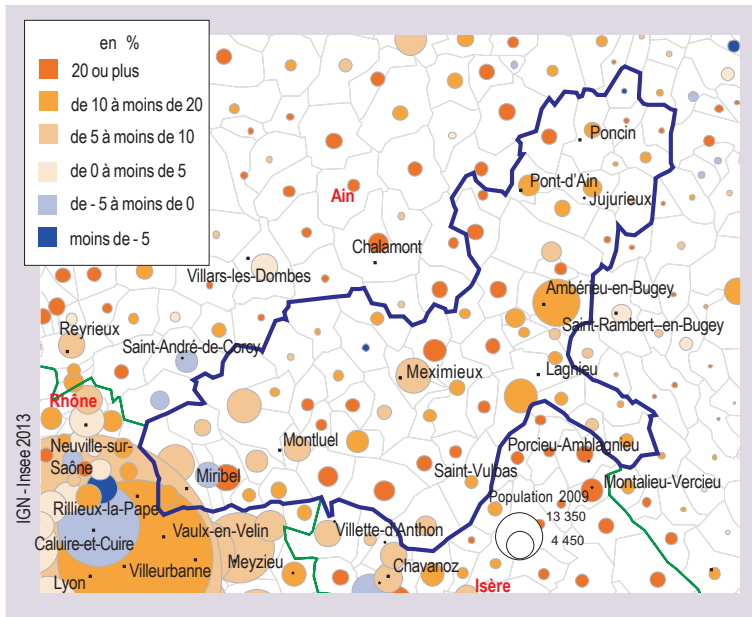 en %
20 ou plus
de 10 à moins de 20
de 5 à moins de 10
de 0 à moins de 5
de - 5 à moins de 0
moins de - 5
Poncin
Pont-d'Ain
Jujurieux
Ain
Chalamont
Villars-les-Dombes
Ambérieu-en-Bugey
Saint-Rambert-en-Bugey
Reyrieux
Saint-André-de-Corcy
Meximieux
Lagnieu
Rhône
Neuville-sur-
Saône
Montluel
Porcieu-Amblagnieu
Miribel
Saint-Vulbas
Montalieu-Vercieu
Rillieux-la-Pape
Population 2009
13 350
4 450
Vaulx-en-Velin
Villette-d'Anthon
Caluire-et-Cuire
Villeurbanne
Meyzieu
Chavanoz
Lyon
Isère
IGN - Insee 2013